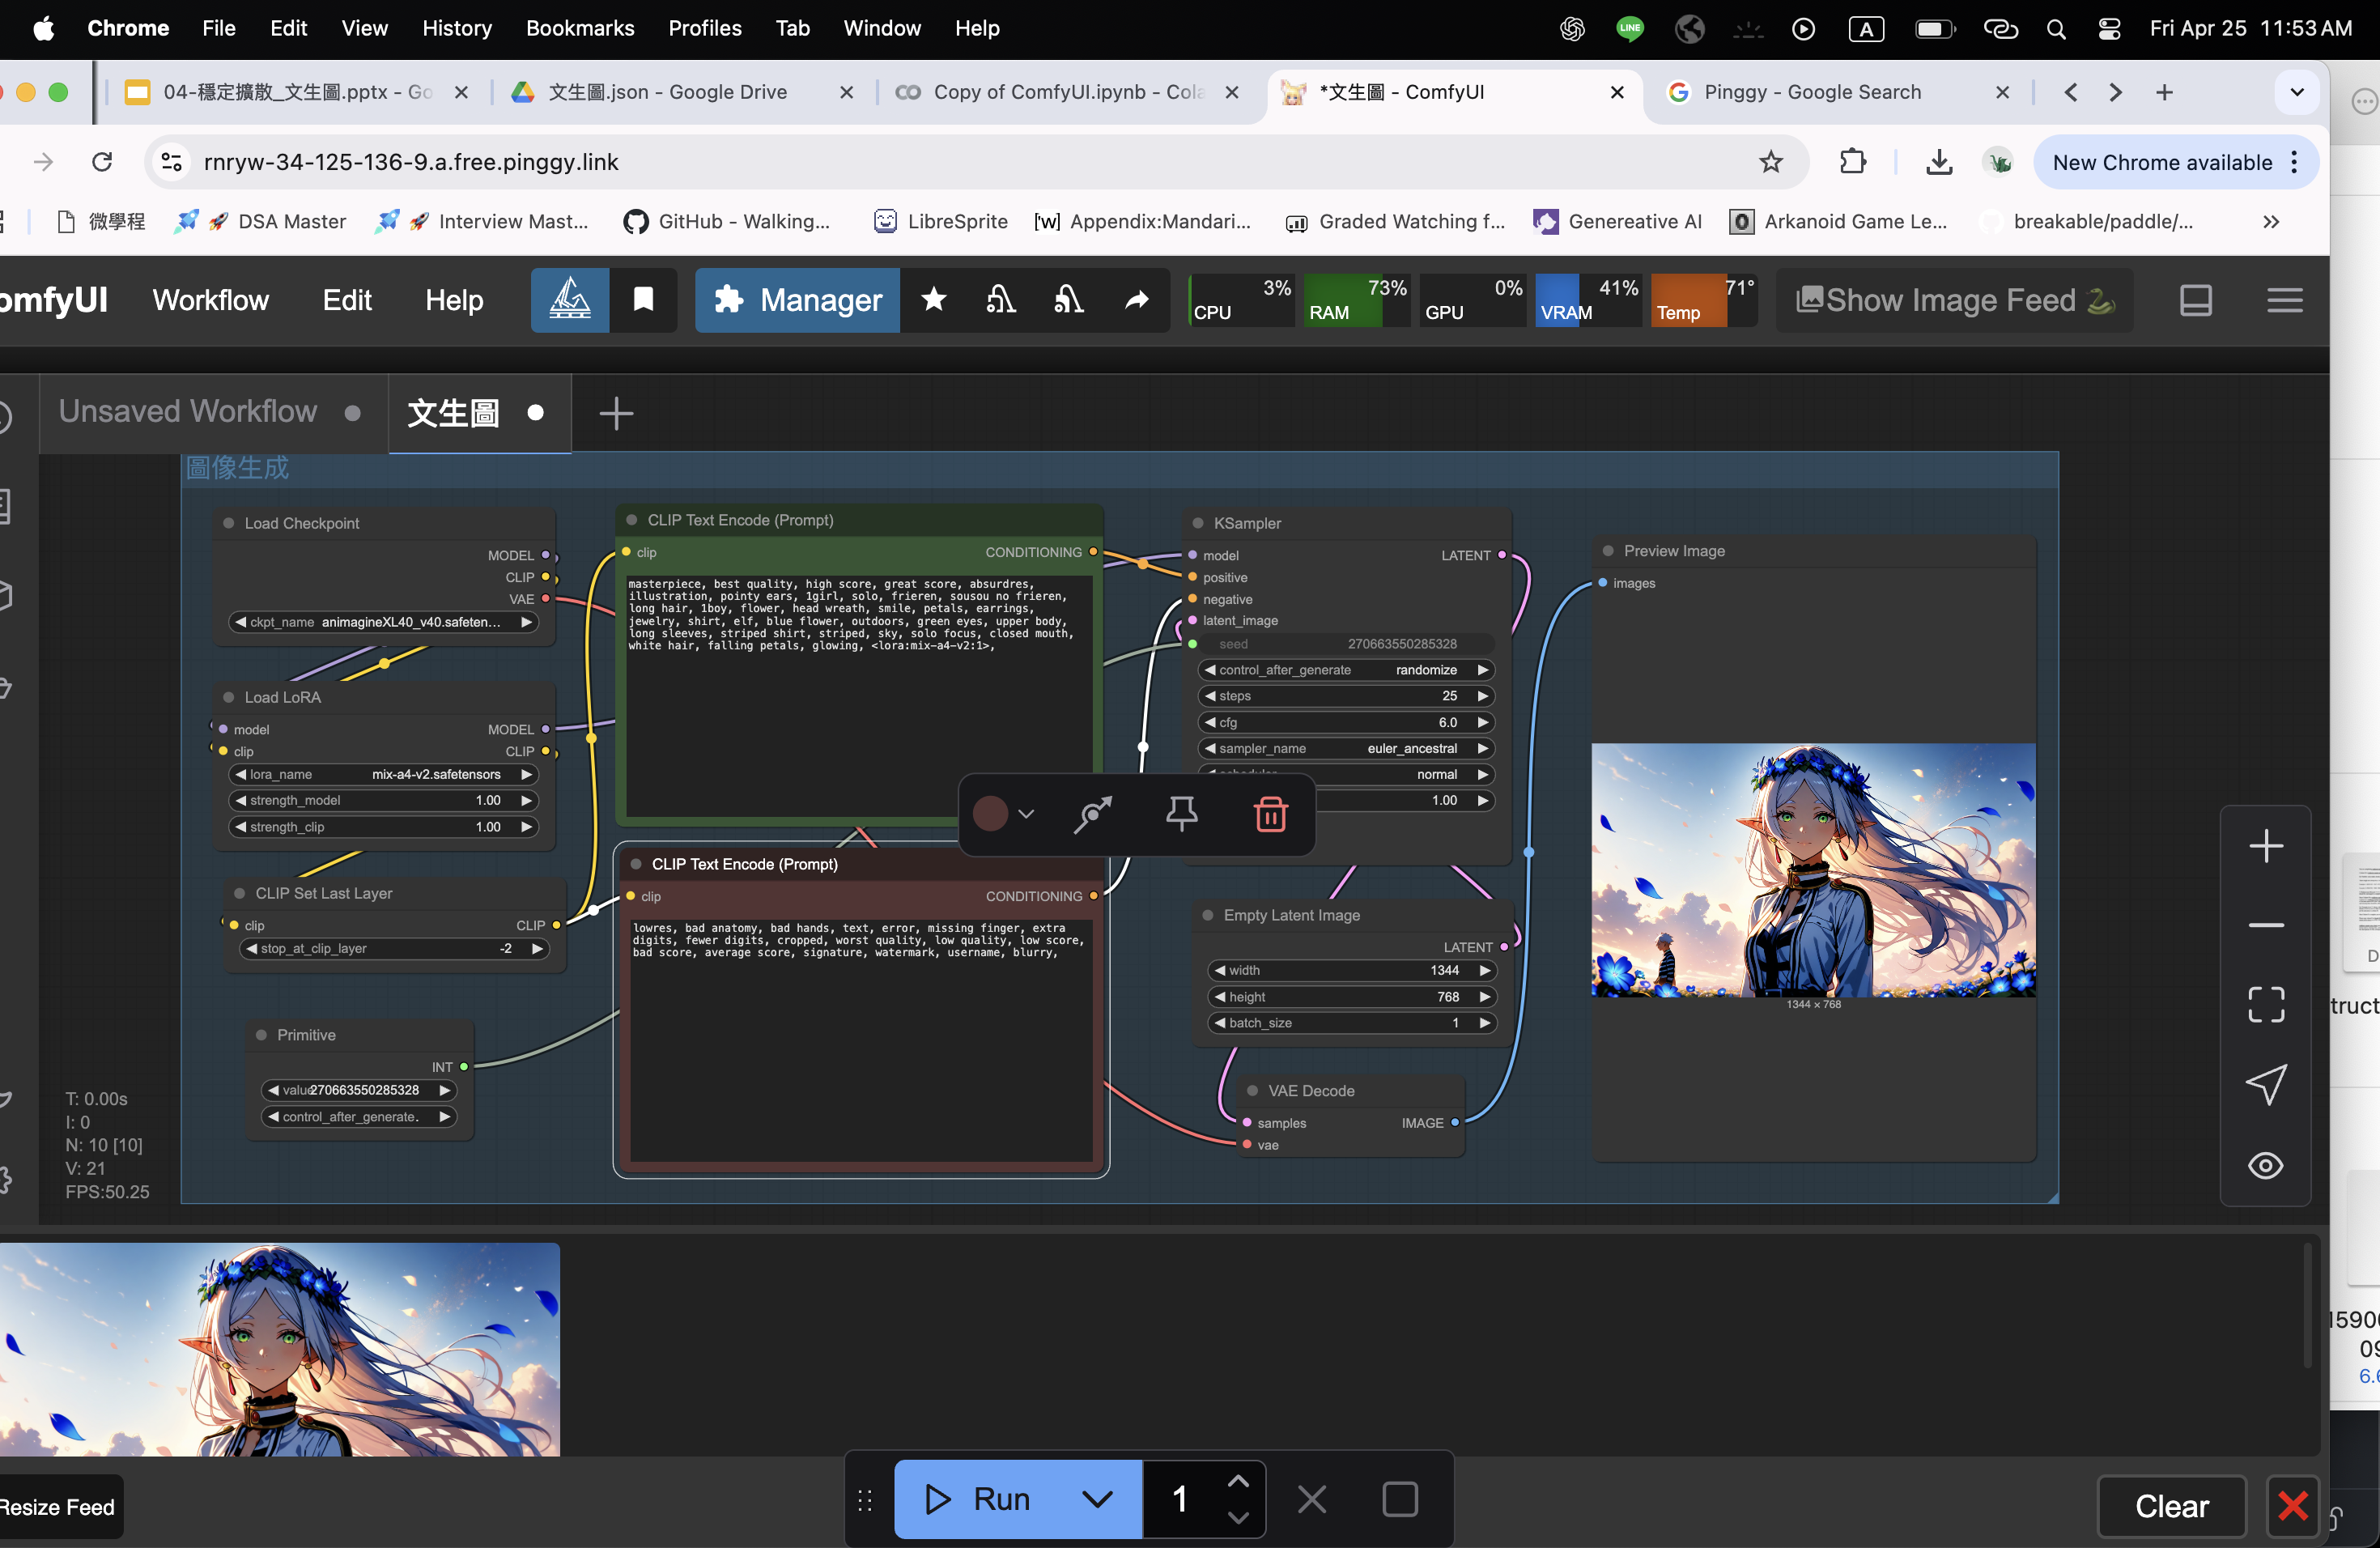 Chrome File Edit View History Bookmarks Profiles Tab Window Help
LINE A Fri Apr 25 11:53 AM
04-穩定擴散_文生圖.pptx - Go
文生圖.json - Google Drive
Copy of ComfyUI.ipynb - Cola
*文生圖 - ComfyUI
Pinggy - Google Search
rnryw-34-125-136-9.a.free.pinggy.link
New Chrome available
微學程
DSA Master
Interview Mast...
GitHub - Walking...
LibreSprite
[w] Appendix:Mandari...
Graded Watching f...
Genereative AI
Arkanoid Game Le...
breakable/paddle/...
omfyUI Workflow Edit Help
Manager
CPU 3%
RAM 73%
GPU 0%
VRAM 41%
Temp 71°
Show Image Feed
Unsaved Workflow
文生圖
圖像生成
Load Checkpoint
MODEL
CLIP
VAE
ckpt_name animagineXL40_v40.safeten...
Load LoRA
model MODEL
clip CLIP
lora_name mix-a4-v2.safetensors
strength_model 1.00
strength_clip 1.00
CLIP Set Last Layer
clip CLIP
stop_at_clip_layer -2
Primitive
INT
value 270663550285328
control_after_generate.
T: 0.00s
I: 0
N: 10 [10]
V: 21
FPS:50.25
CLIP Text Encode (Prompt)
clip CONDITIONING
masterpiece, best quality, high score, great score, absurdres,
illustration, pointy ears, 1girl, solo, frieren, sousou no frieren,
long hair, 1boy, flower, head wreath, smile, petals, earrings,
jewelry, shirt, elf, blue flower, outdoors, green eyes, upper body,
long sleeves, striped shirt, striped, sky, solo focus, closed mouth,
white hair, falling petals, glowing, <lora:mix-a4-v2:1>,
CLIP Text Encode (Prompt)
clip CONDITIONING
lowres, bad anatomy, bad hands, text, error, missing finger, extra
digits, fewer digits, cropped, worst quality, low quality, low score,
bad score, average score, signature, watermark, username, blurry,
KSampler
model LATENT
positive
negative
latent_image
seed 270663550285328
control_after_generate randomize
steps 25
cfg 6.0
sampler_name euler_ancestral
normal
1.00
Empty Latent Image
LATENT
width 1344
height 768
batch_size 1
VAE Decode
samples IMAGE
vae
Preview Image
images
1344 × 768
D
truct
1590
09
6.6
Resize Feed
Run
1
Clear